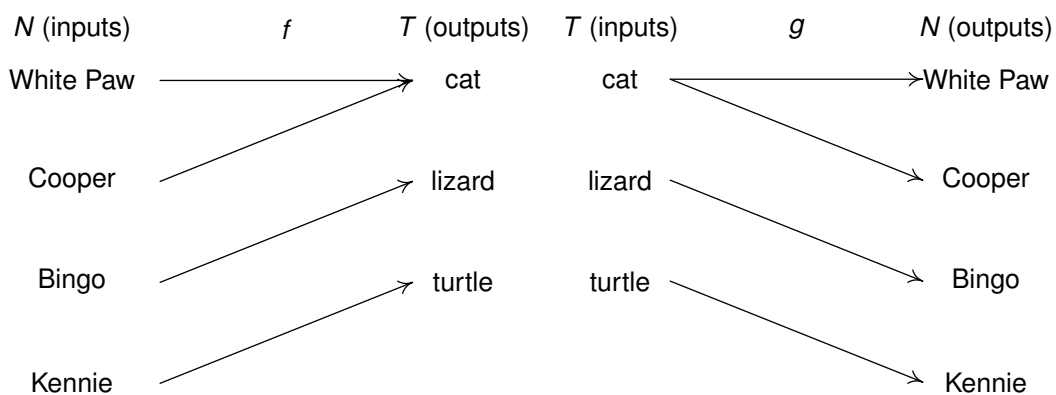 N (inputs) f T (outputs) T (inputs) g N (outputs)
White Paw cat cat White Paw
Cooper lizard lizard Cooper
Bingo turtle turtle Bingo
Kennie Kennie